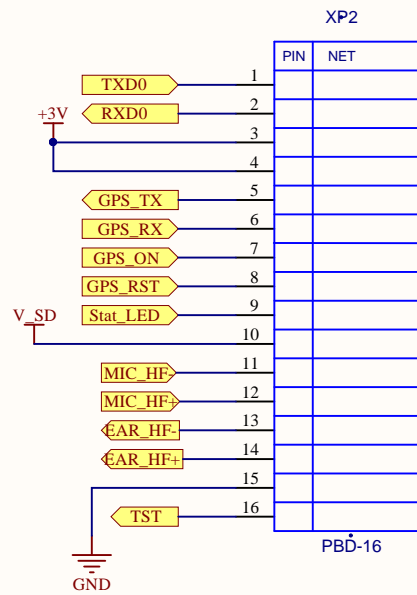 XP2
PIN NET
TXD0 1
RXD0 2
+3V
3
4
GPS_TX 5
GPS_RX 6
GPS_ON 7
GPS_RST 8
Stat_LED 9
V_SD
10
MIC_HF- 11
MIC_HF+ 12
EAR_HF- 13
EAR_HF+ 14
15
TST 16
PBD-16
GND